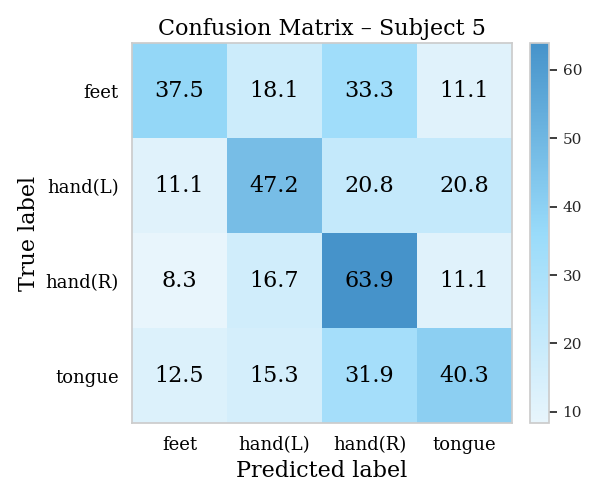 Confusion Matrix – Subject 5
True label
feet 37.5 18.1 33.3 11.1
hand(L) 11.1 47.2 20.8 20.8
hand(R) 8.3 16.7 63.9 11.1
tongue 12.5 15.3 31.9 40.3
feet hand(L) hand(R) tongue
Predicted label
60
50
40
30
20
10